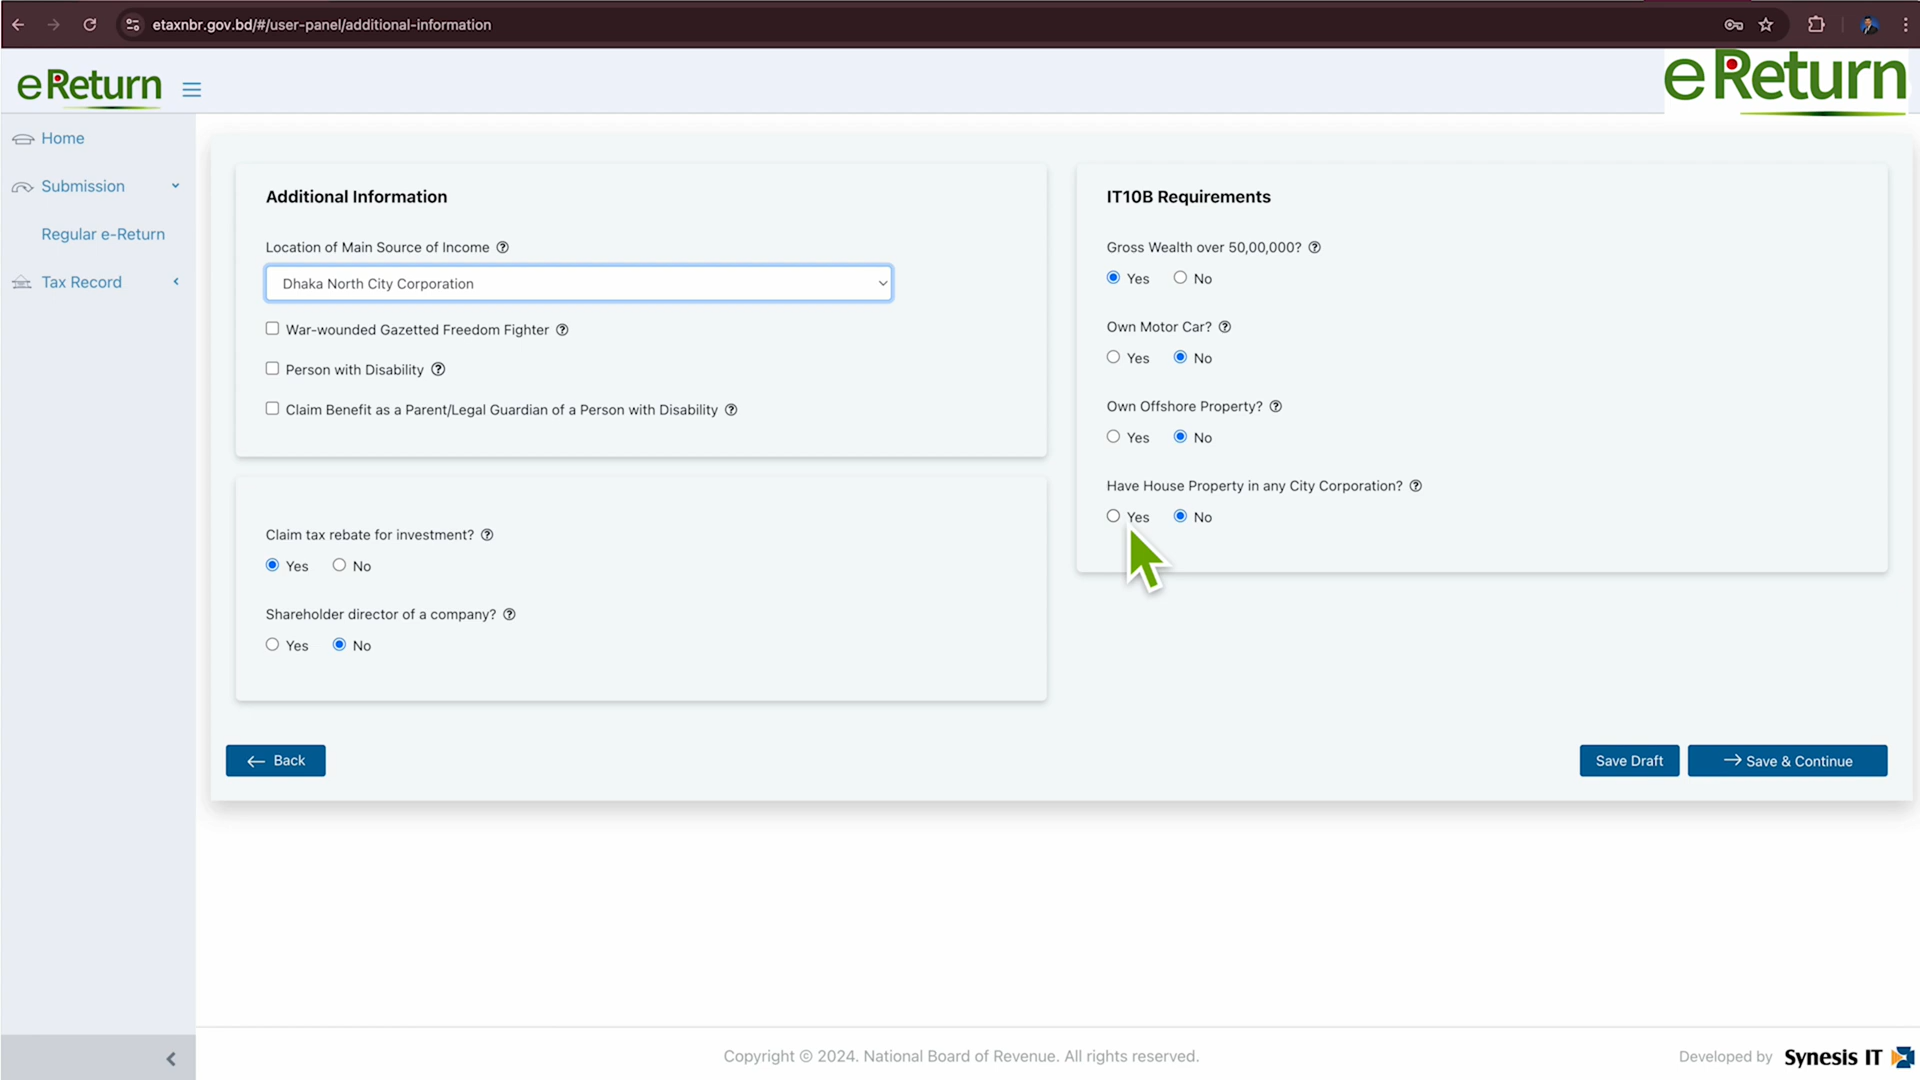 etaxnbr.gov.bd/#/user-panel/additional-information
eReturn
eReturn
Home
Submission
Regular e-Return
Tax Record
Additional Information
Location of Main Source of Income
Dhaka North City Corporation
War-wounded Gazetted Freedom Fighter
Person with Disability
Claim Benefit as a Parent/Legal Guardian of a Person with Disability
Claim tax rebate for investment?
Yes No
Shareholder director of a company?
Yes No
IT10B Requirements
Gross Wealth over 50,00,000?
Yes No
Own Motor Car?
Yes No
Own Offshore Property?
Yes No
Have House Property in any City Corporation?
Yes No
Back
Save Draft
Save & Continue
Copyright © 2024. National Board of Revenue. All rights reserved.
Developed by Synesis IT